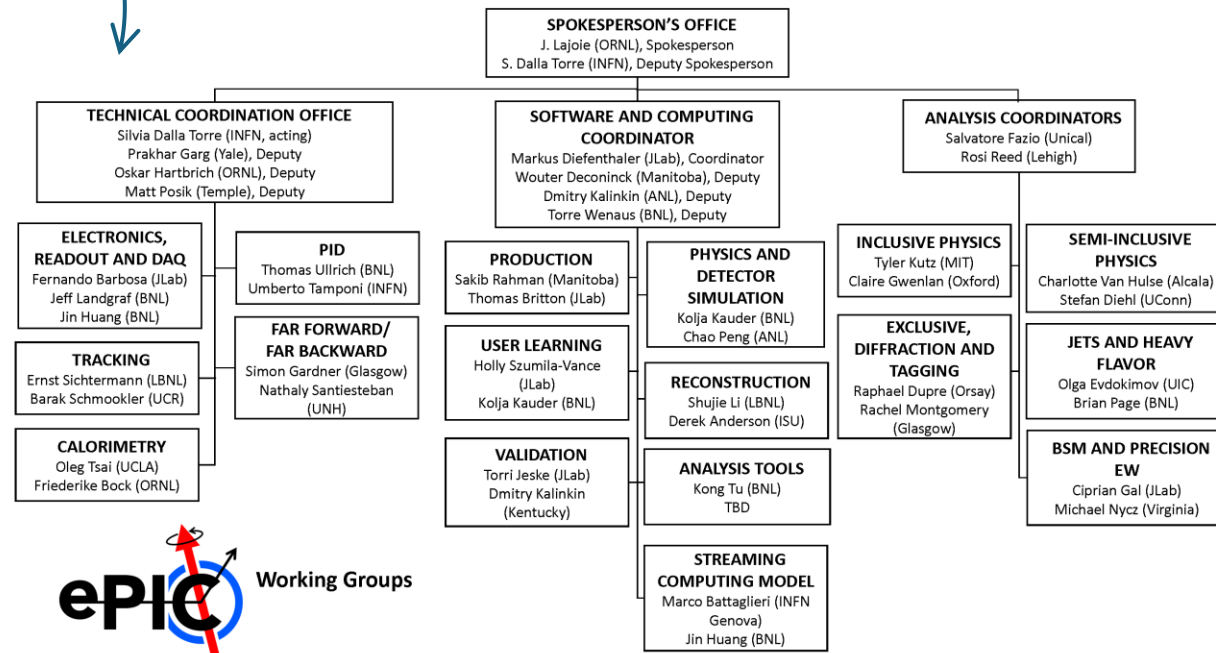 SPOKESPERSON'S OFFICE
J. Lajoie (ORNL), Spokesperson
S. Dalla Torre (INFN), Deputy Spokesperson
TECHNICAL COORDINATION OFFICE
Silvia Dalla Torre (INFN, acting)
Prakhar Garg (Yale), Deputy
Oskar Hartbrich (ORNL), Deputy
Matt Posik (Temple), Deputy
ELECTRONICS,
READOUT AND DAQ
Fernando Barbosa (JLab)
Jeff Landgraf (BNL)
Jin Huang (BNL)
PID
Thomas Ullrich (BNL)
Umberto Tamponi (INFN)
TRACKING
Ernst Sichtermann (LBNL)
Barak Schmookler (UCR)
FAR FORWARD/
FAR BACKWARD
Simon Gardner (Glasgow)
Nathaly Santiesteban
(UNH)
CALORIMETRY
Oleg Tsai (UCLA)
Friederike Bock (ORNL)
SOFTWARE AND COMPUTING
COORDINATOR
Markus Diefenthaler (JLab), Coordinator
Wouter Deconinck (Manitoba), Deputy
Dmitry Kalinkin (ANL), Deputy
Torre Wenaus (BNL), Deputy
PRODUCTION
Sakib Rahman (Manitoba)
Thomas Britton (JLab)
PHYSICS AND
DETECTOR
SIMULATION
Kolja Kauder (BNL)
Chao Peng (ANL)
USER LEARNING
Holly Szumila-Vance
(JLab)
Kolja Kauder (BNL)
RECONSTRUCTION
Shujie Li (LBNL)
Derek Anderson (ISU)
VALIDATION
Torri Jeske (JLab)
Dmitry Kalinkin
(Kentucky)
ANALYSIS TOOLS
Kong Tu (BNL)
TBD
STREAMING
COMPUTING MODEL
Marco Battaglieri (INFN
Genova)
Jin Huang (BNL)
ANALYSIS COORDINATORS
Salvatore Fazio (Unical)
Rosi Reed (Lehigh)
INCLUSIVE PHYSICS
Tyler Kutz (MIT)
Claire Gwenlan (Oxford)
SEMI-INCLUSIVE
PHYSICS
Charlotte Van Hulse (Alcala)
Stefan Diehl (UConn)
EXCLUSIVE,
DIFFRACTION AND
TAGGING
Raphael Dupre (Orsay)
Rachel Montgomery
(Glasgow)
JETS AND HEAVY
FLAVOR
Olga Evdokimov (UIC)
Brian Page (BNL)
BSM AND PRECISION
EW
Ciprian Gal (JLab)
Michael Nycz (Virginia)
ePIC
Working Groups